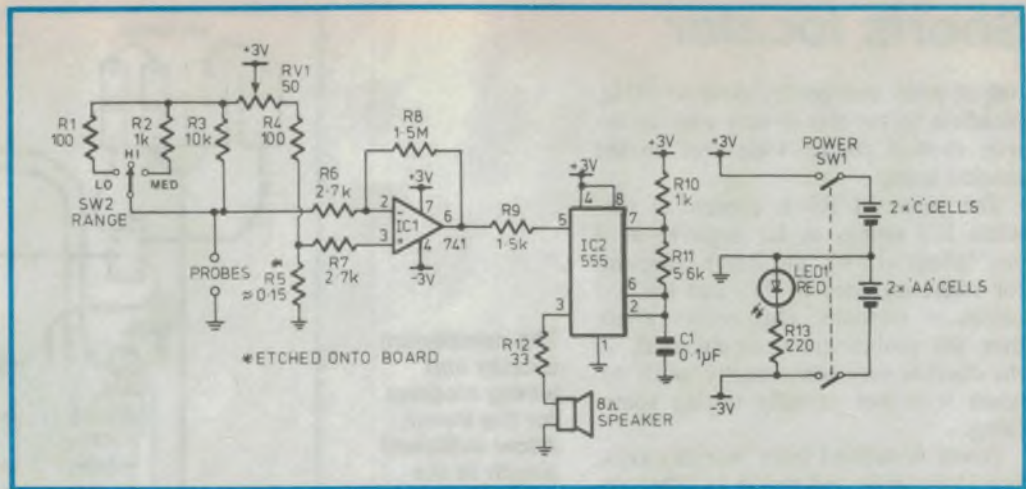 +3V
RV1
50
R1
100
R2
1k
R3
10k
R4
100
LO
HI
MED
SW2
RANGE
PROBES
*
R5
≈0·15
R6
2·7k
R7
2·7k
R8
1·5M
+3V
2
-
7
IC1
6
3
+
4
741
-3V
R9
1·5k
+3V
4
8
5
7
IC2
555
6
3
2
1
+3V
R10
1k
R11
5·6k
C1
0·1µF
R12
33
8Ω
SPEAKER
+3V
POWER
SW1
2×'C' CELLS
LED1
RED
2×'AA' CELLS
R13
220
-3V
*ETCHED ONTO BOARD